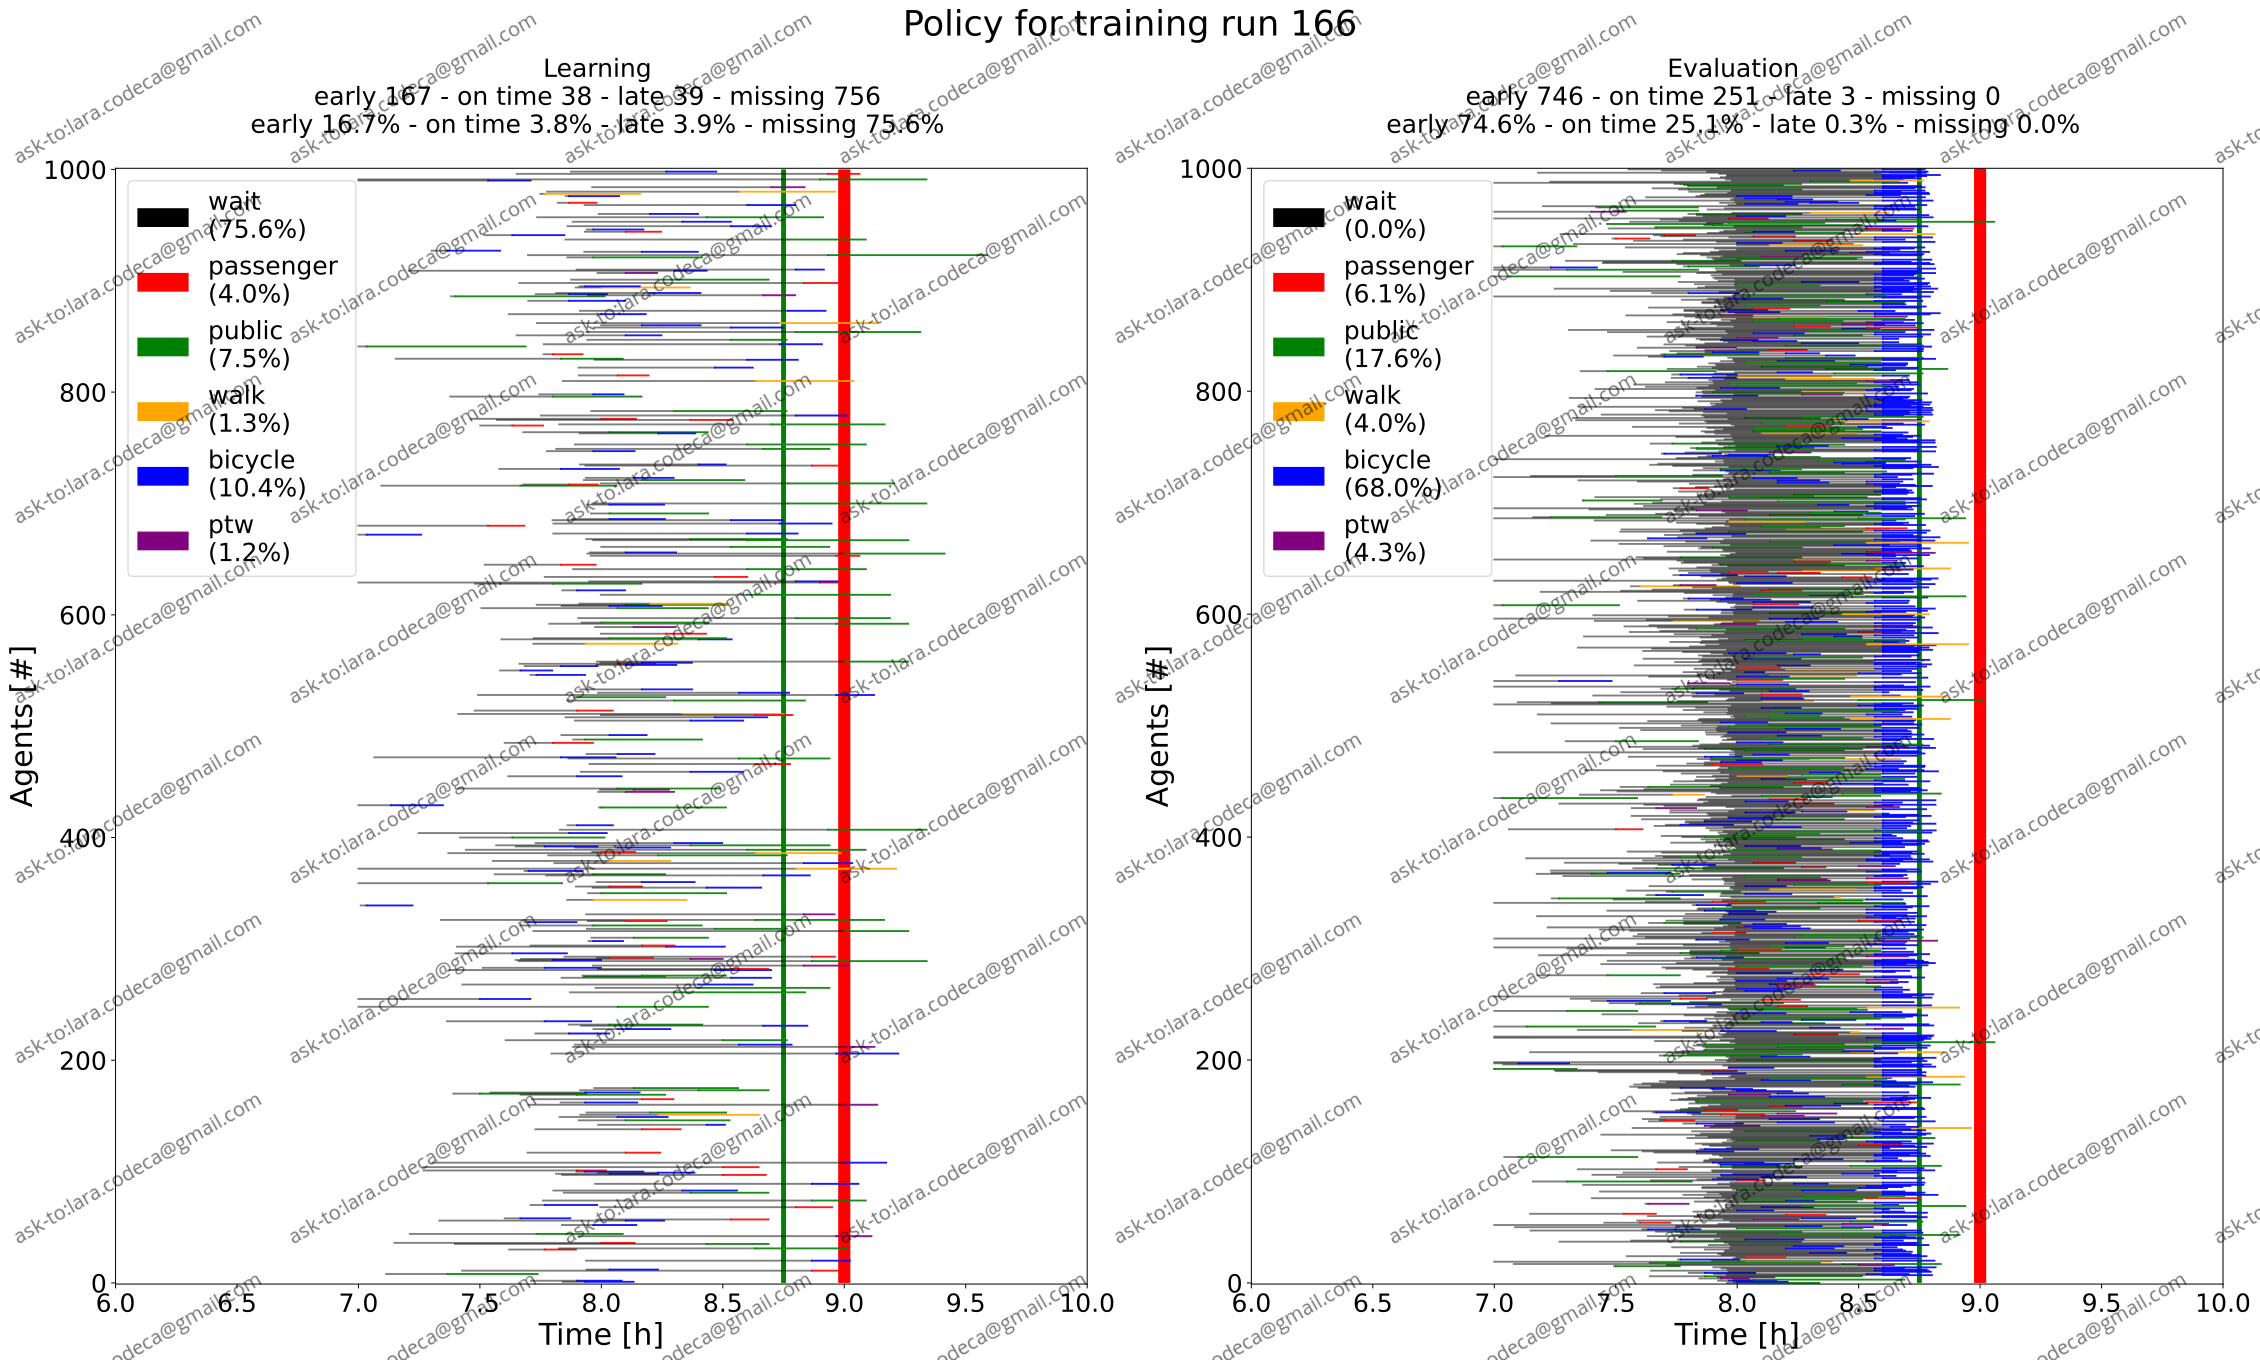 Policy for training run 166
Learning
early 167 - on time 38 - late 39 - missing 756
early 16.7% - on time 3.8% - late 3.9% - missing 75.6%
Agents [#]
1000
800
600
400
200
0
wait
(75.6%)
passenger
(4.0%)
public
(7.5%)
walk
(1.3%)
bicycle
(10.4%)
ptw
(1.2%)
6.0 6.5 7.0 7.5 8.0 8.5 9.0 9.5 10.0
Time [h]
Evaluation
early 746 - on time 251 - late 3 - missing 0
early 74.6% - on time 25.1% - late 0.3% - missing 0.0%
Agents [#]
1000
800
600
400
200
0
wait
(0.0%)
passenger
(6.1%)
public
(17.6%)
walk
(4.0%)
bicycle
(68.0%)
ptw
(4.3%)
6.0 6.5 7.0 7.5 8.0 8.5 9.0 9.5 10.0
Time [h]
ask-to:lara.codeca@gmail.com